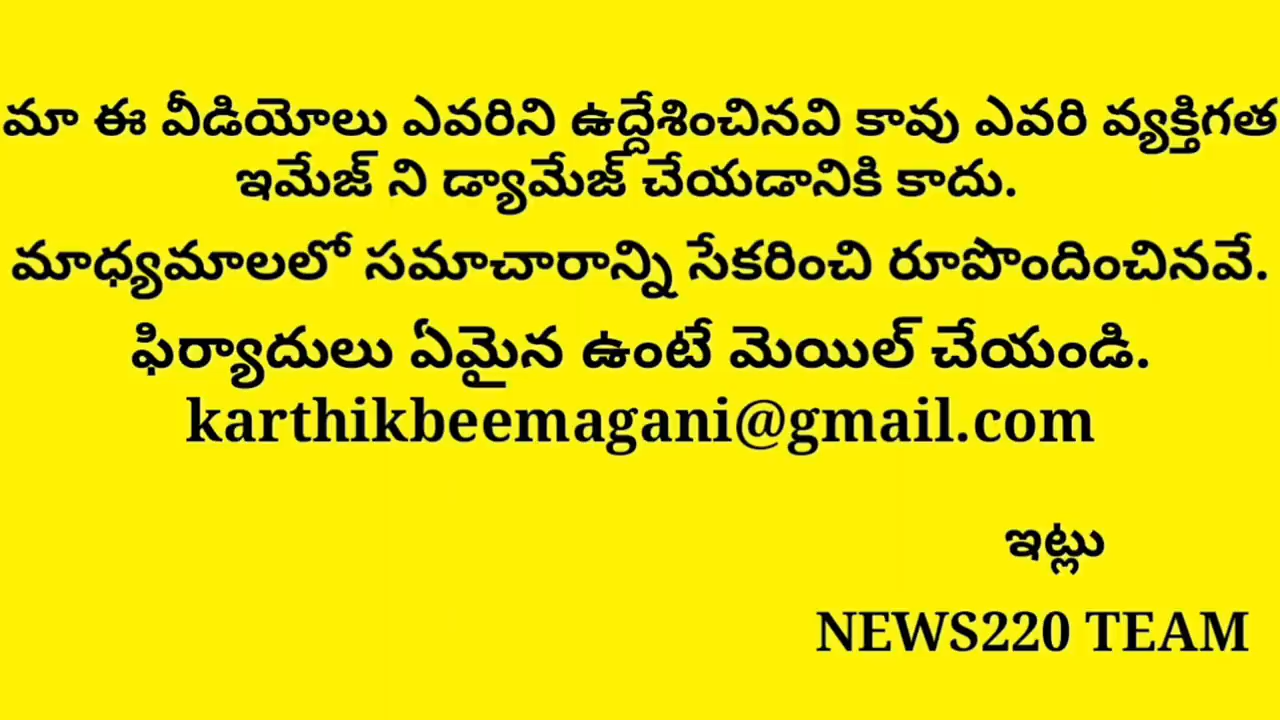 మా ఈ వీడియోలు ఎవరిని ఉద్దేశించినవి కావు ఎవరి వ్యక్తిగత
ఇమేజ్ ని డ్యామేజ్ చేయడానికి కాదు.
మాధ్యమాలలో సమాచారాన్ని సేకరించి రూపొందించినవే.
ఫిర్యాదులు ఏమైన ఉంటే మెయిల్ చేయండి.
karthikbeemagani@gmail.com
ఇట్లు
NEWS220 TEAM